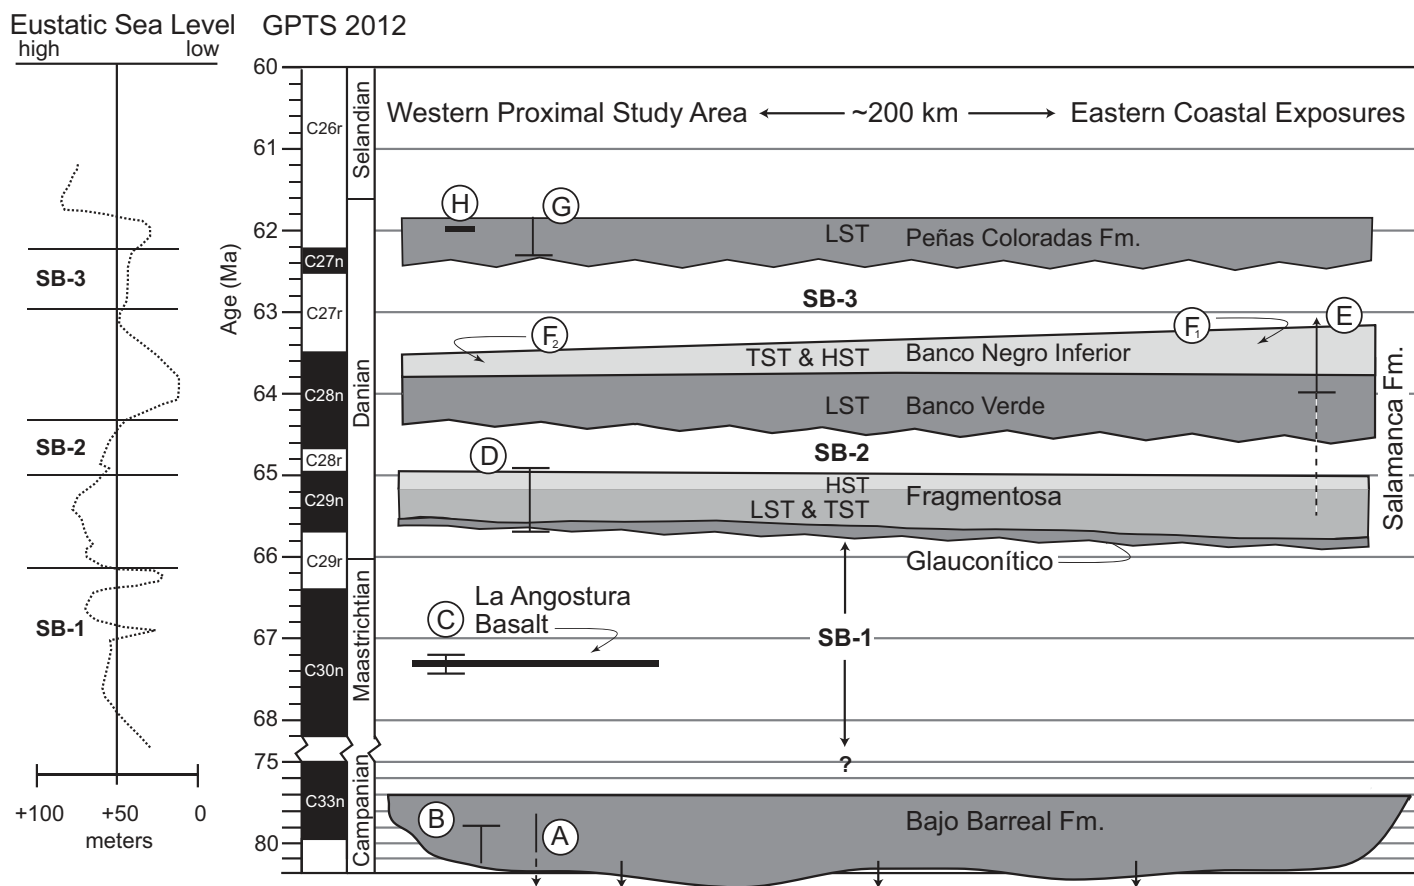 Eustatic Sea Level
high low
GPTS 2012
Age (Ma)
60
61
62
63
64
65
66
67
68
75
80
C26r
C27n
C27r
C28n
C28r
C29n
C29r
C30n
C33n
Selandian
Danian
Maastrichtian
Campanian
Western Proximal Study Area ~200 km Eastern Coastal Exposures
H G
LST Peñas Coloradas Fm.
SB-3
SB-3
E
F2 F1
TST & HST Banco Negro Inferior
LST Banco Verde
Salamanca Fm.
SB-2
SB-2
D
HST
Fragmentosa
LST & TST
Glauconítico
C
La Angostura
Basalt
SB-1
SB-1
?
B A
Bajo Barreal Fm.
+100 +50 0
meters